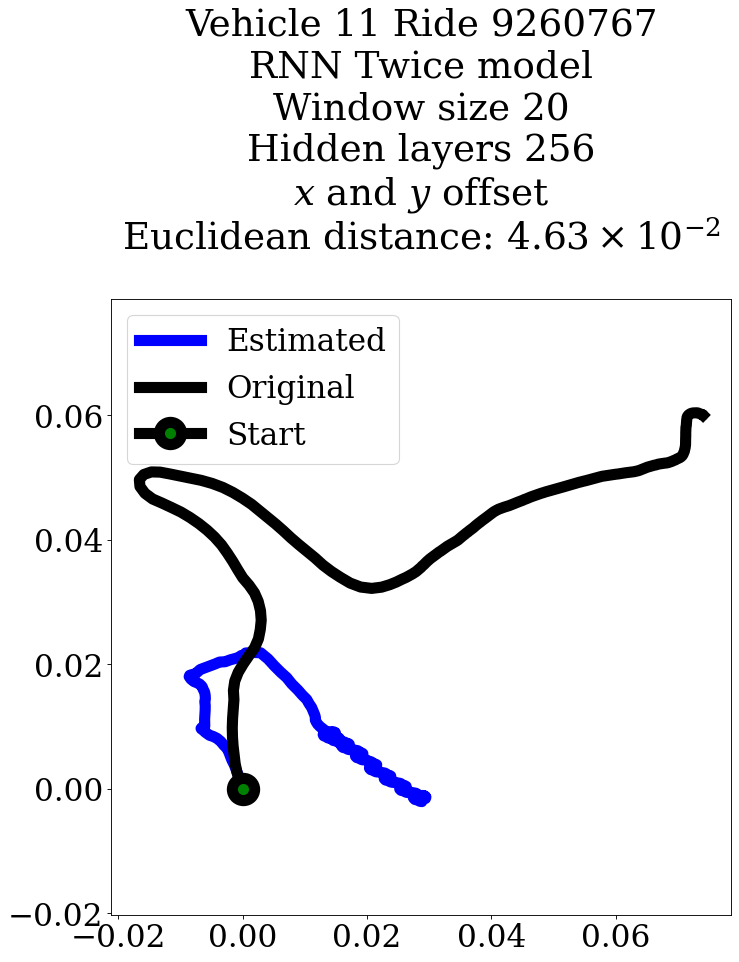 Vehicle 11 Ride 9260767
RNN Twice model
Window size 20
Hidden layers 256
x and y offset
Euclidean distance: 4.63 × 10⁻²
Estimated
Original
Start
0.06
0.04
0.02
0.00
−0.02
−0.02 0.00 0.02 0.04 0.06